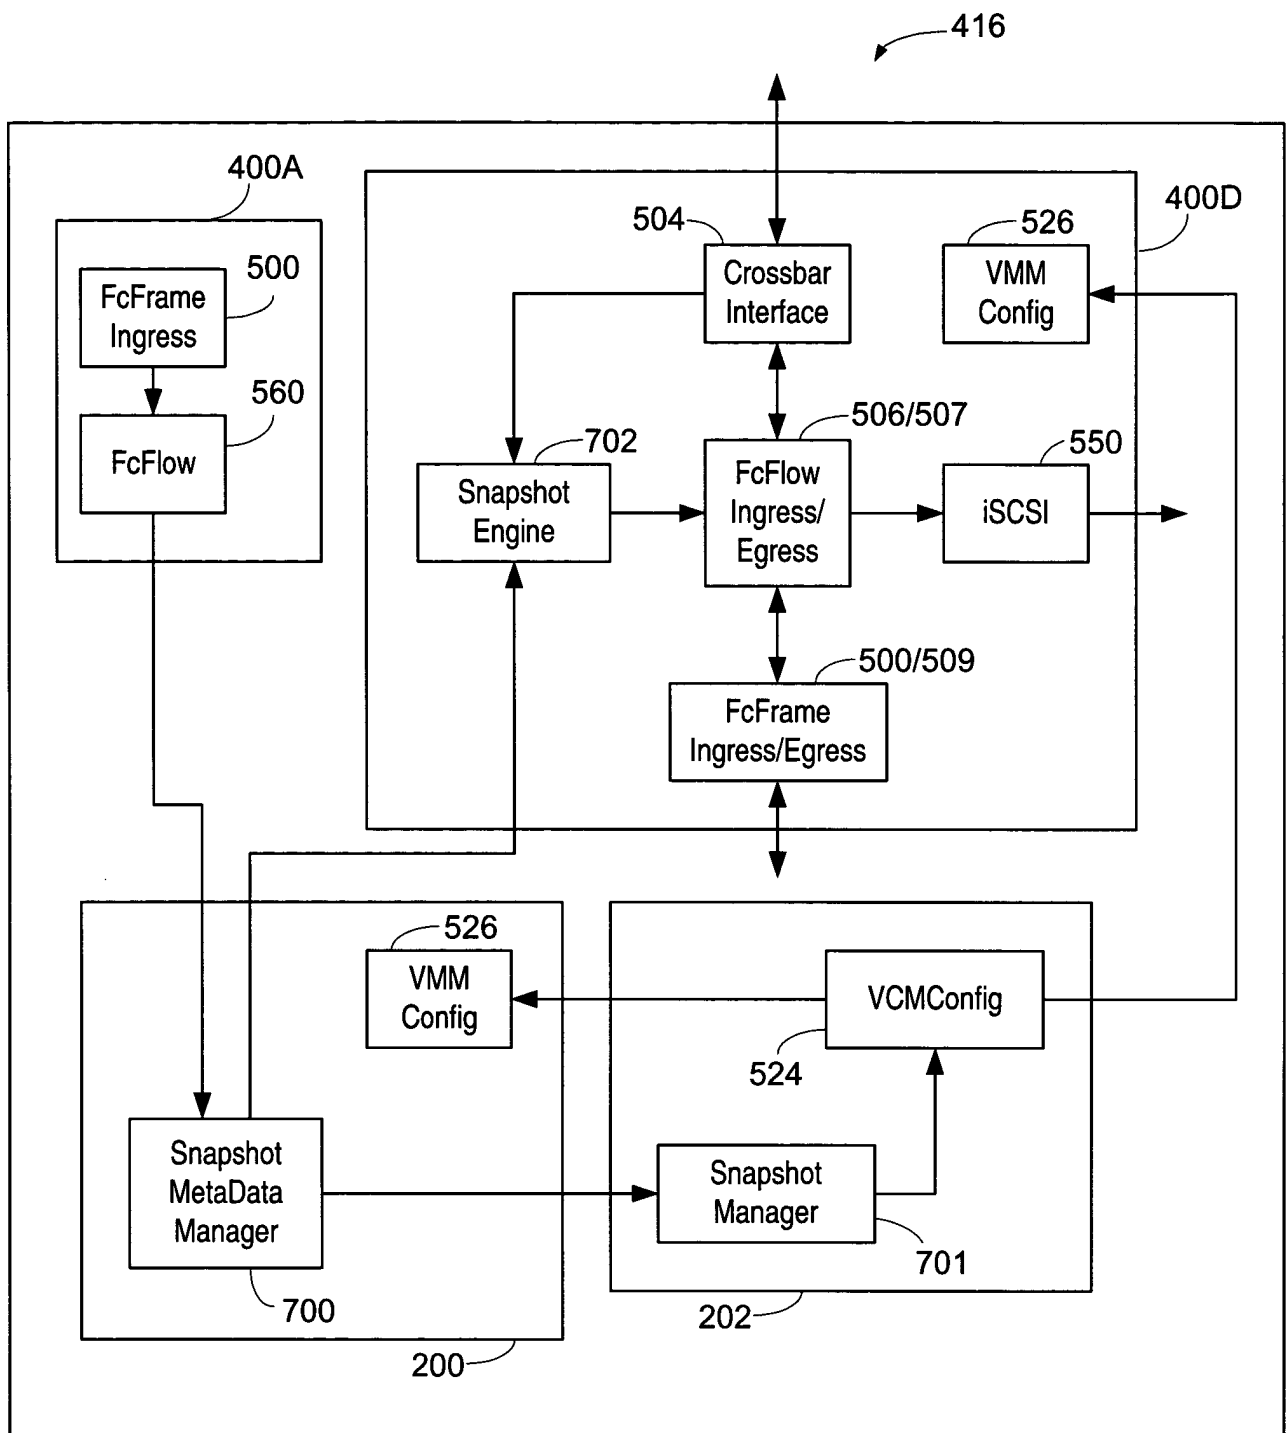 416
400A
400D
504
526
500
FcFrame
Ingress
Crossbar
Interface
VMM
Config
560
506/507
550
702
FcFlow
Snapshot
Engine
FcFlow
Ingress/
Egress
iSCSI
500/509
FcFrame
Ingress/Egress
526
VMM
Config
VCMConfig
524
Snapshot
MetaData
Manager
Snapshot
Manager
701
700
202
200